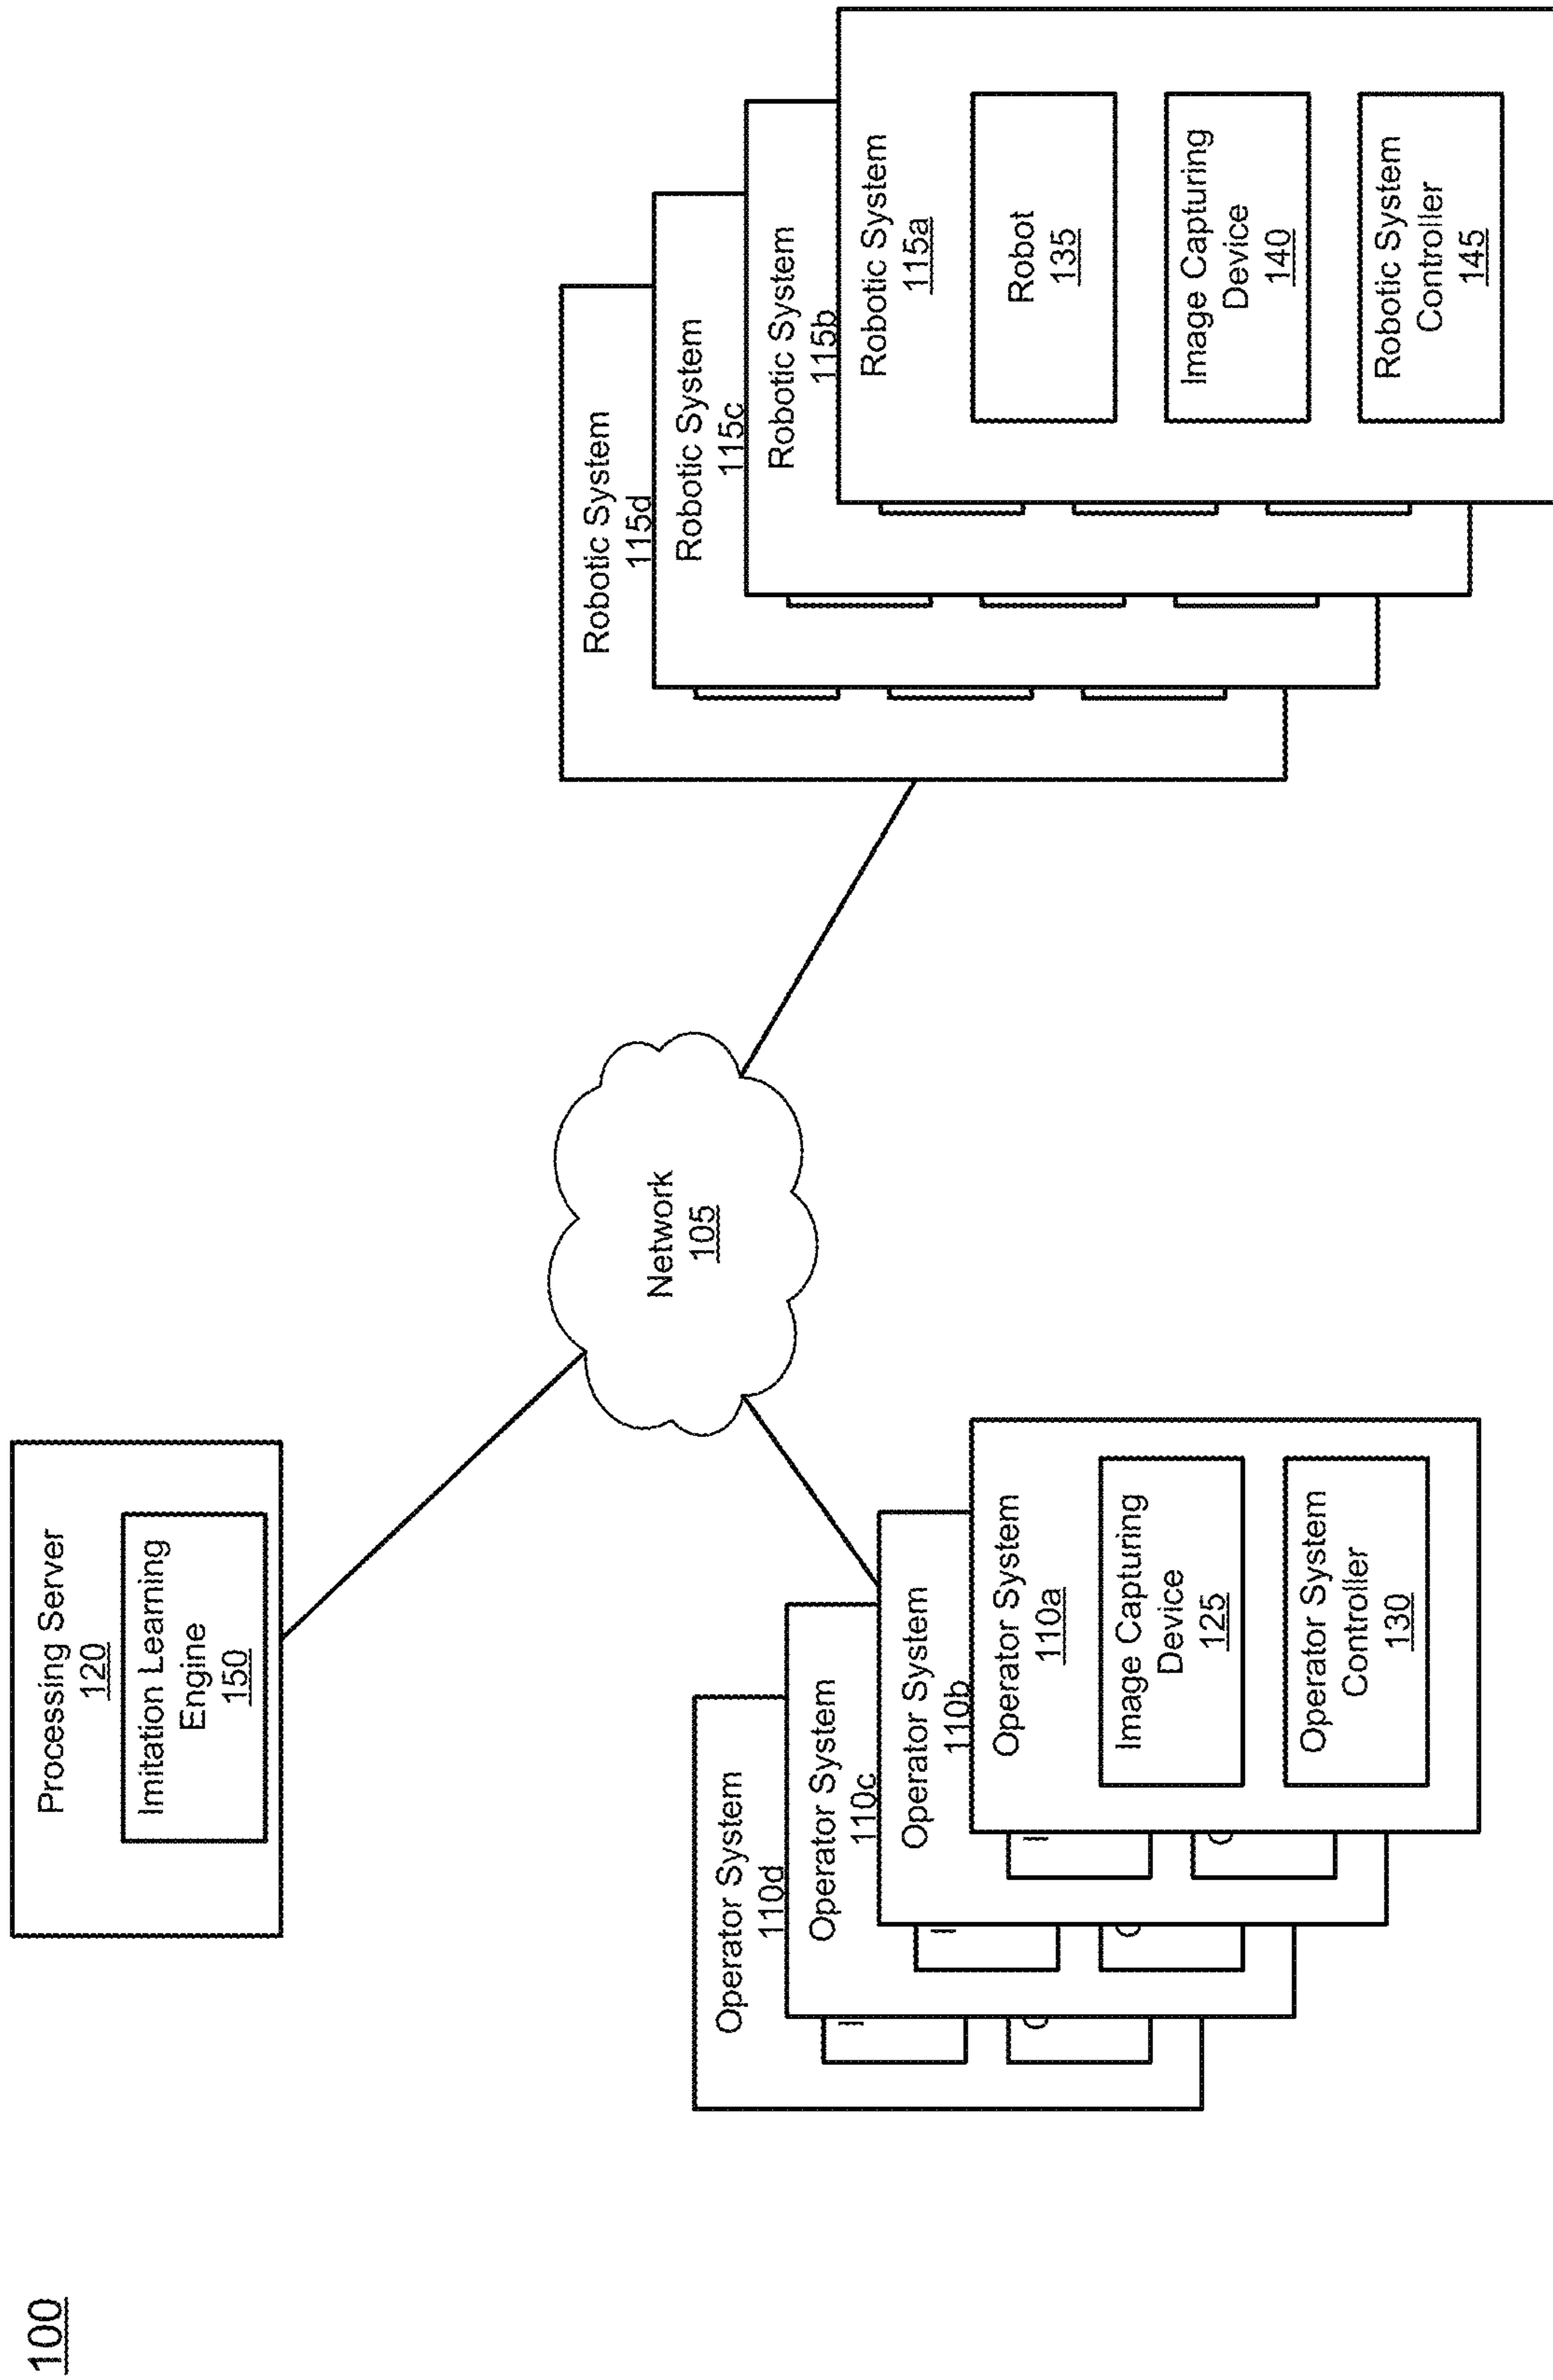 100
Processing Server
120
Imitation Learning
Engine
150
Network
105
Operator System
110d
Operator System
110c
Operator System
110b
Operator System
110a
Image Capturing
Device
125
Operator System
Controller
130
I
O
I
O
I
O
Robotic System
115d
Robotic System
115c
Robotic System
115b
Robotic System
115a
Robot
135
Image Capturing
Device
140
Robotic System
Controller
145